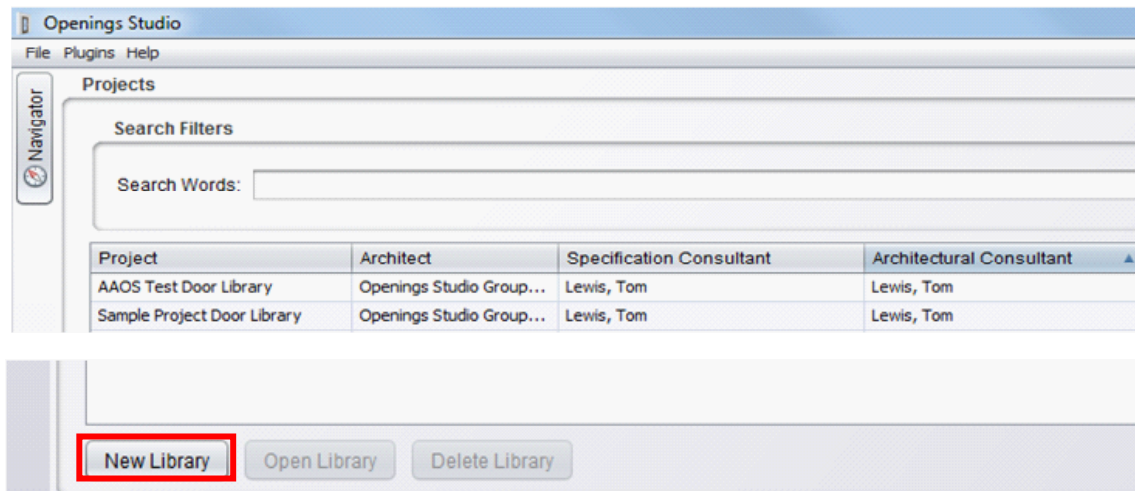 Openings Studio
File Plugins Help
Navigator
Projects
Search Filters
Search Words:
Project Architect Specification Consultant Architectural Consultant
AAOS Test Door Library Openings Studio Group... Lewis, Tom Lewis, Tom
Sample Project Door Library Openings Studio Group... Lewis, Tom Lewis, Tom
New Library Open Library Delete Library